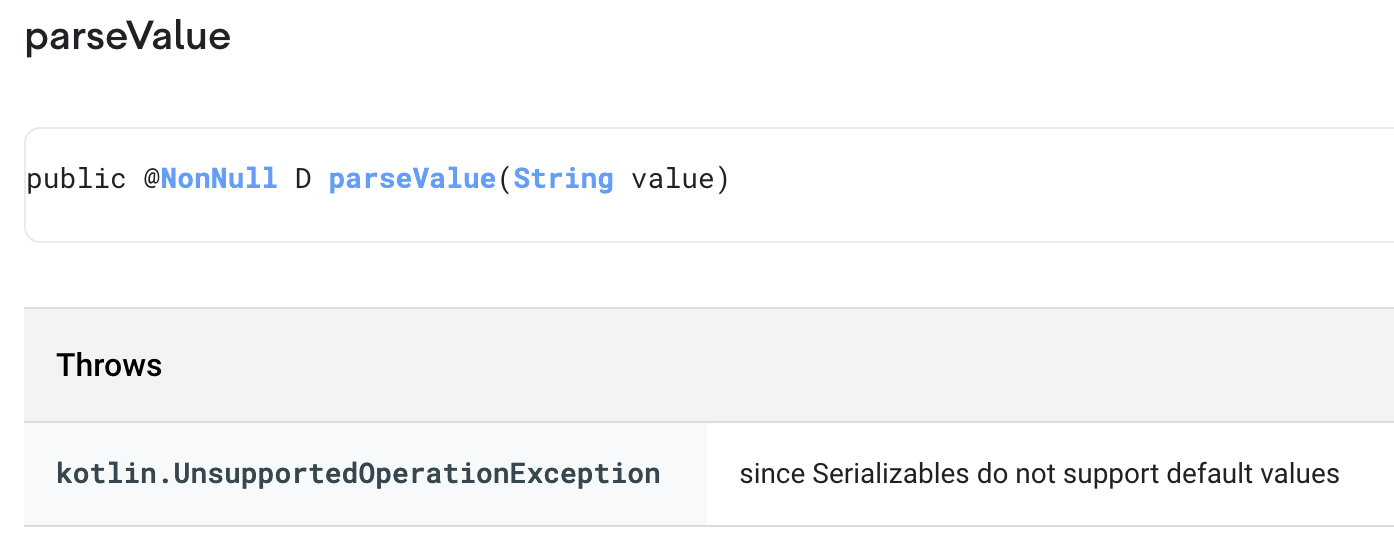 parseValue
public @NonNull D parseValue(String value)
Throws
kotlin.UnsupportedOperationException since Serializables do not support default values